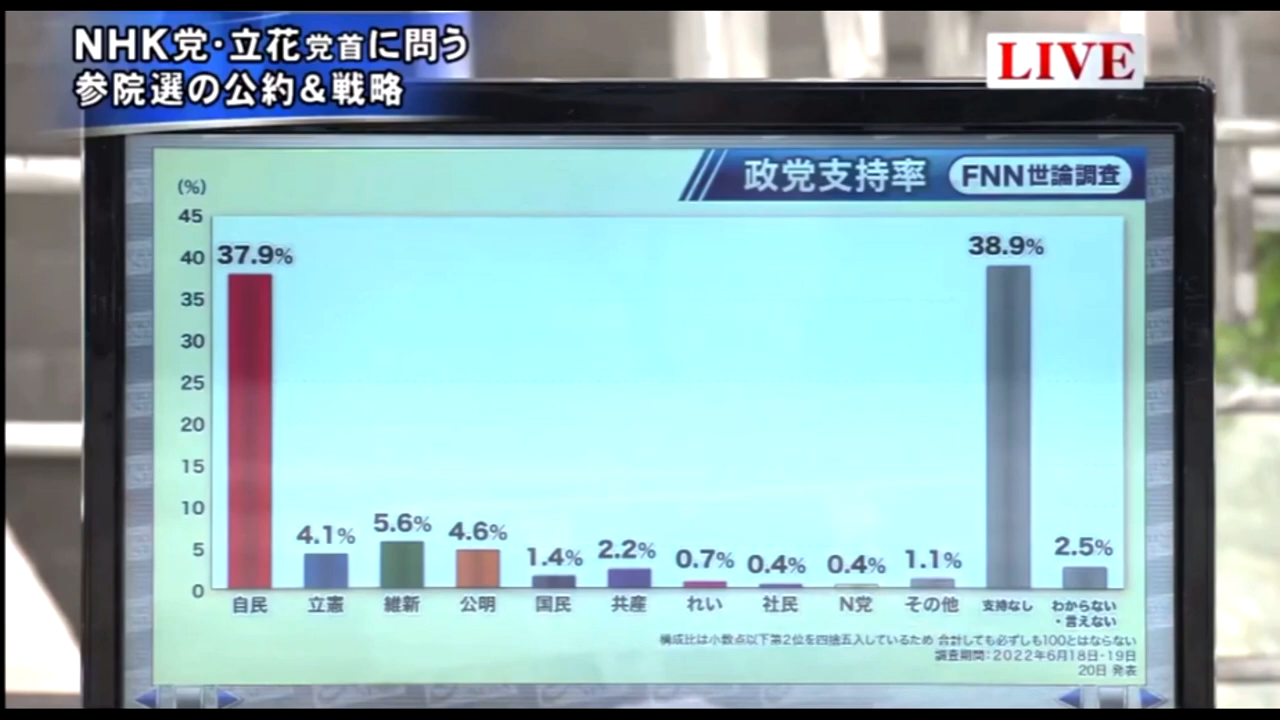 NHK党・立花党首に問う
参院選の公約＆戦略
LIVE
政党支持率 FNN世論調査
(%)
45
40
35
30
25
20
15
10
5
0
37.9% 4.1% 5.6% 4.6% 1.4% 2.2% 0.7% 0.4% 0.4% 1.1% 38.9% 2.5%
自民 立憲 維新 公明 国民 共産 れい 社民 N党 その他 支持なし わからない
・言えない
構成比は小数点以下第2位を四捨五入しているため 合計しても必ずしも100とはならない
調査期間：2022年6月18日・19日
20日 発表